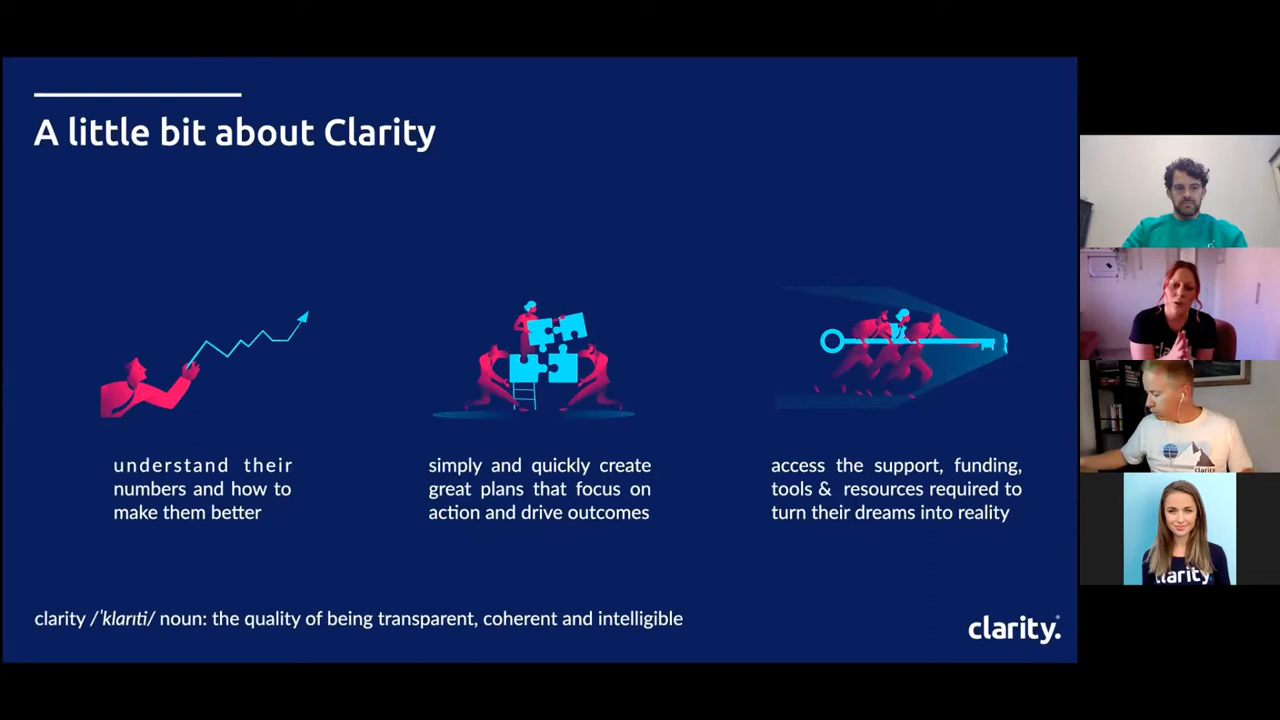 A little bit about Clarity
understand their
numbers and how to
make them better
simply and quickly create
great plans that focus on
action and drive outcomes
access the support, funding,
tools & resources required to
turn their dreams into reality
clarity /ˈklarɪti/ noun: the quality of being transparent, coherent and intelligible
clarity.
clarity
clarity